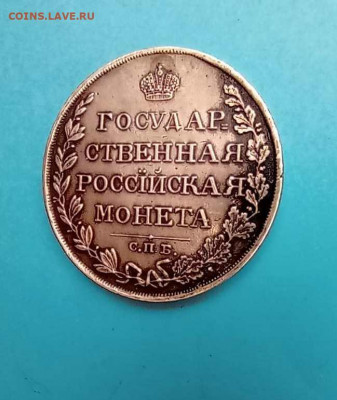 COINS.LAVE.RU
ГОСУДАР-
СТВЕННАЯ
РОССІЙСКАЯ
МОНЕТА
С.П.Б.